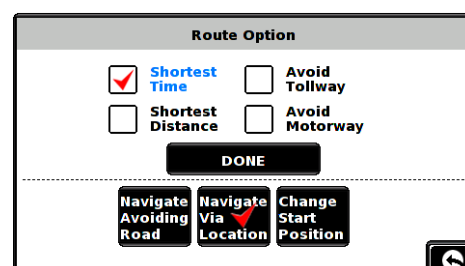 Route Option
Shortest
Time
Avoid
Tollway
Shortest
Distance
Avoid
Motorway
DONE
Navigate
Avoiding
Road
Navigate
Via
Location
Change
Start
Position